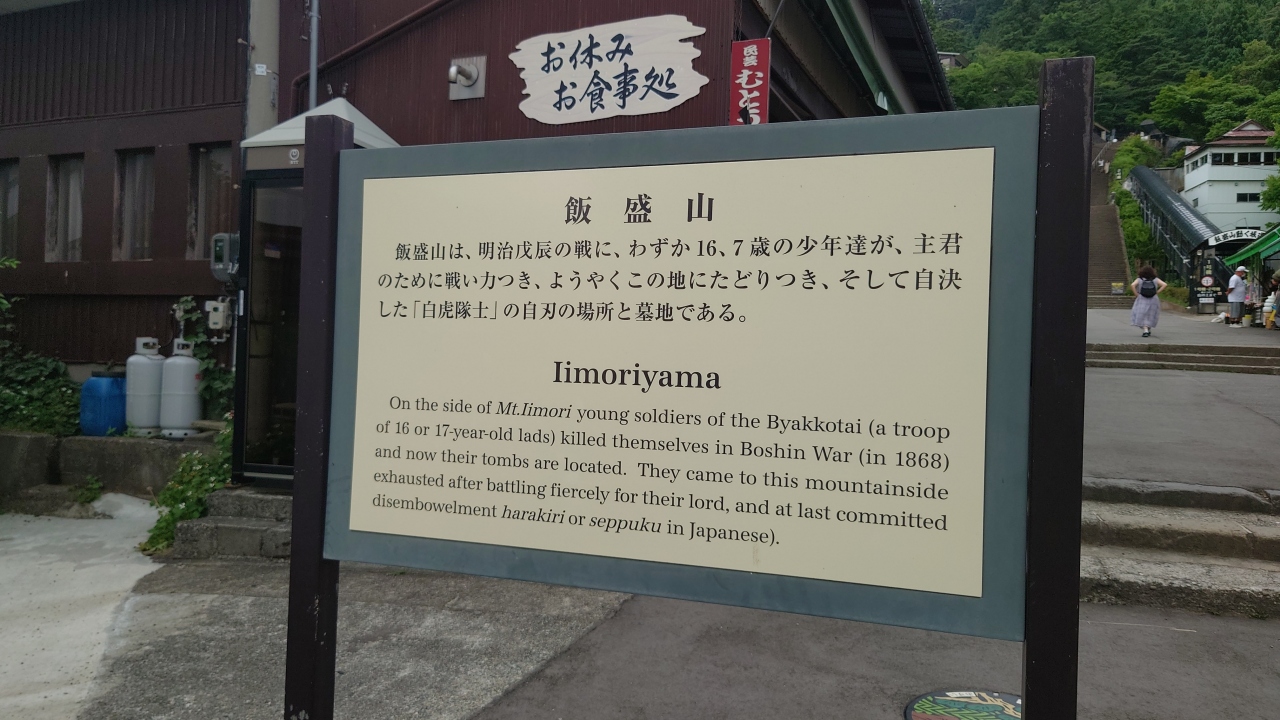 お休み
お食事処
民芸
むとう
飯盛山
飯盛山は、明治戊辰の戦に、わずか16、7歳の少年達が、主君
のために戦い力つき、ようやくこの地にたどりつき、そして自決
した「白虎隊士」の自刃の場所と墓地である。
Iimoriyama
On the side of Mt.Iimori young soldiers of the Byakkotai (a troop
of 16 or 17-year-old lads) killed themselves in Boshin War (in 1868)
and now their tombs are located. They came to this mountainside
exhausted after battling fiercely for their lord, and at last committed
disembowelment harakiri or seppuku in Japanese).